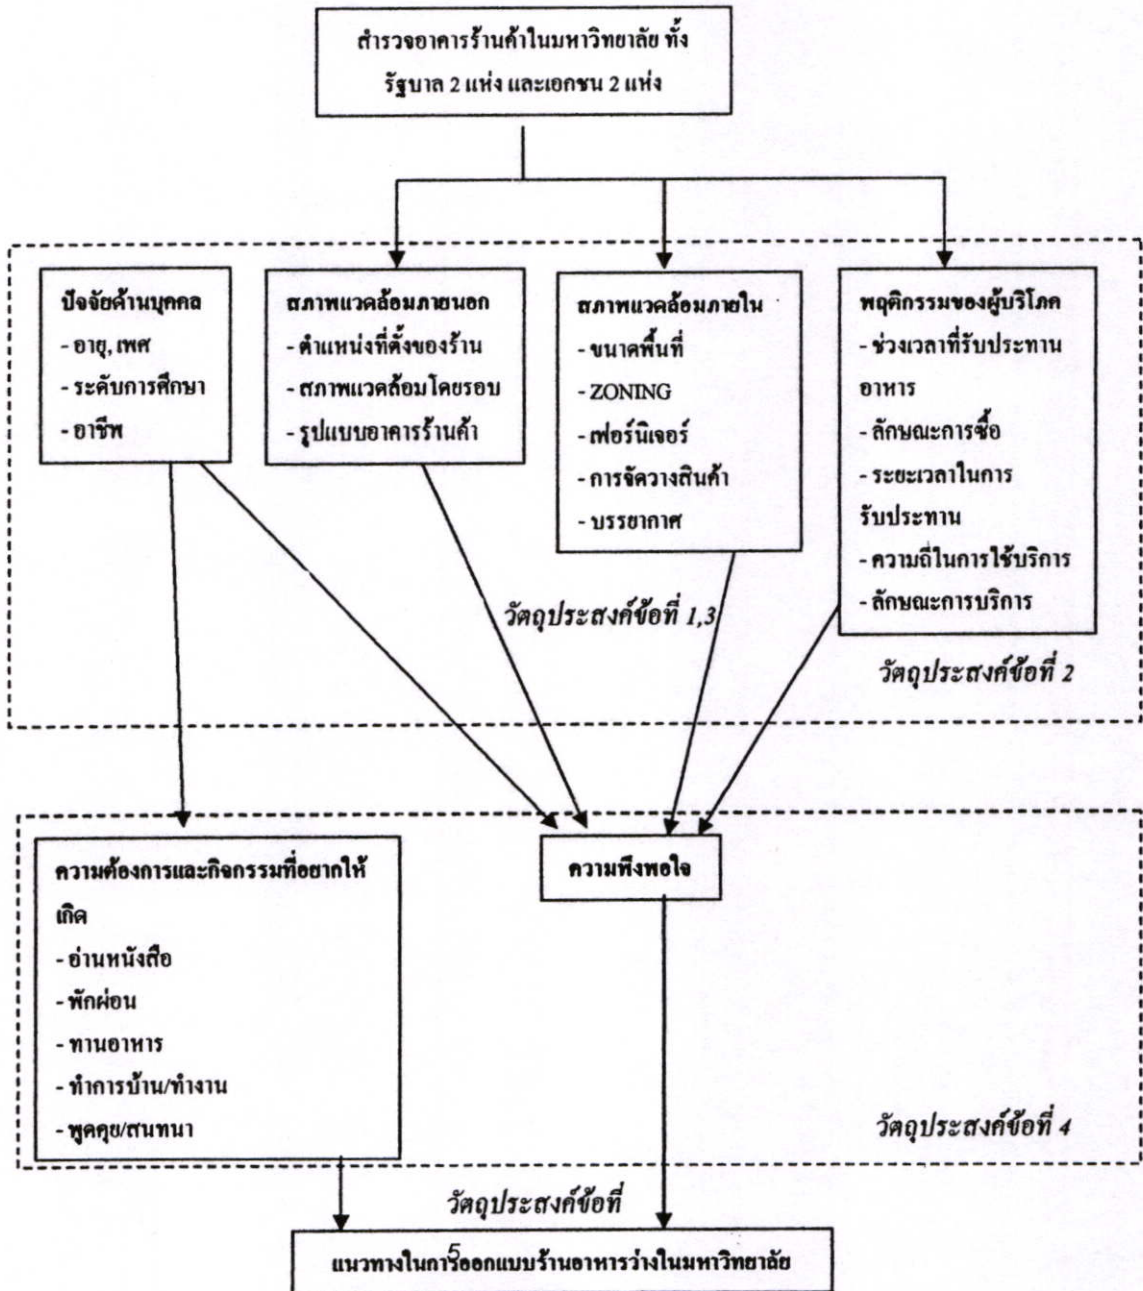 สำรวจอาคารร้านค้าในมหาวิทยาลัย ทั้ง
รัฐบาล 2 แห่ง และเอกชน 2 แห่ง
ปัจจัยด้านบุคคล
- อายุ, เพศ
- ระดับการศึกษา
- อาชีพ
สภาพแวดล้อมภายนอก
- ตำแหน่งที่ตั้งของร้าน
- สภาพแวดล้อมโดยรอบ
- รูปแบบอาคารร้านค้า
สภาพแวดล้อมภายใน
- ขนาดพื้นที่
- ZONING
- เฟอร์นิเจอร์
- การจัดวางสินค้า
- บรรยากาศ
พฤติกรรมของผู้บริโภค
- ช่วงเวลาที่รับประทาน
อาหาร
- ลักษณะการซื้อ
- ระยะเวลาในการ
รับประทาน
- ความถี่ในการใช้บริการ
- ลักษณะการบริการ
วัตถุประสงค์ข้อที่ 1,3
วัตถุประสงค์ข้อที่ 2
ความต้องการและกิจกรรมที่อยากให้
เกิด
- อ่านหนังสือ
- พักผ่อน
- ทานอาหาร
- ทำการบ้าน/ทำงาน
- พูดคุย/สนทนา
ความพึงพอใจ
วัตถุประสงค์ข้อที่ 4
วัตถุประสงค์ข้อที่
5
แนวทางในการออกแบบร้านอาหารว่างในมหาวิทยาลัย